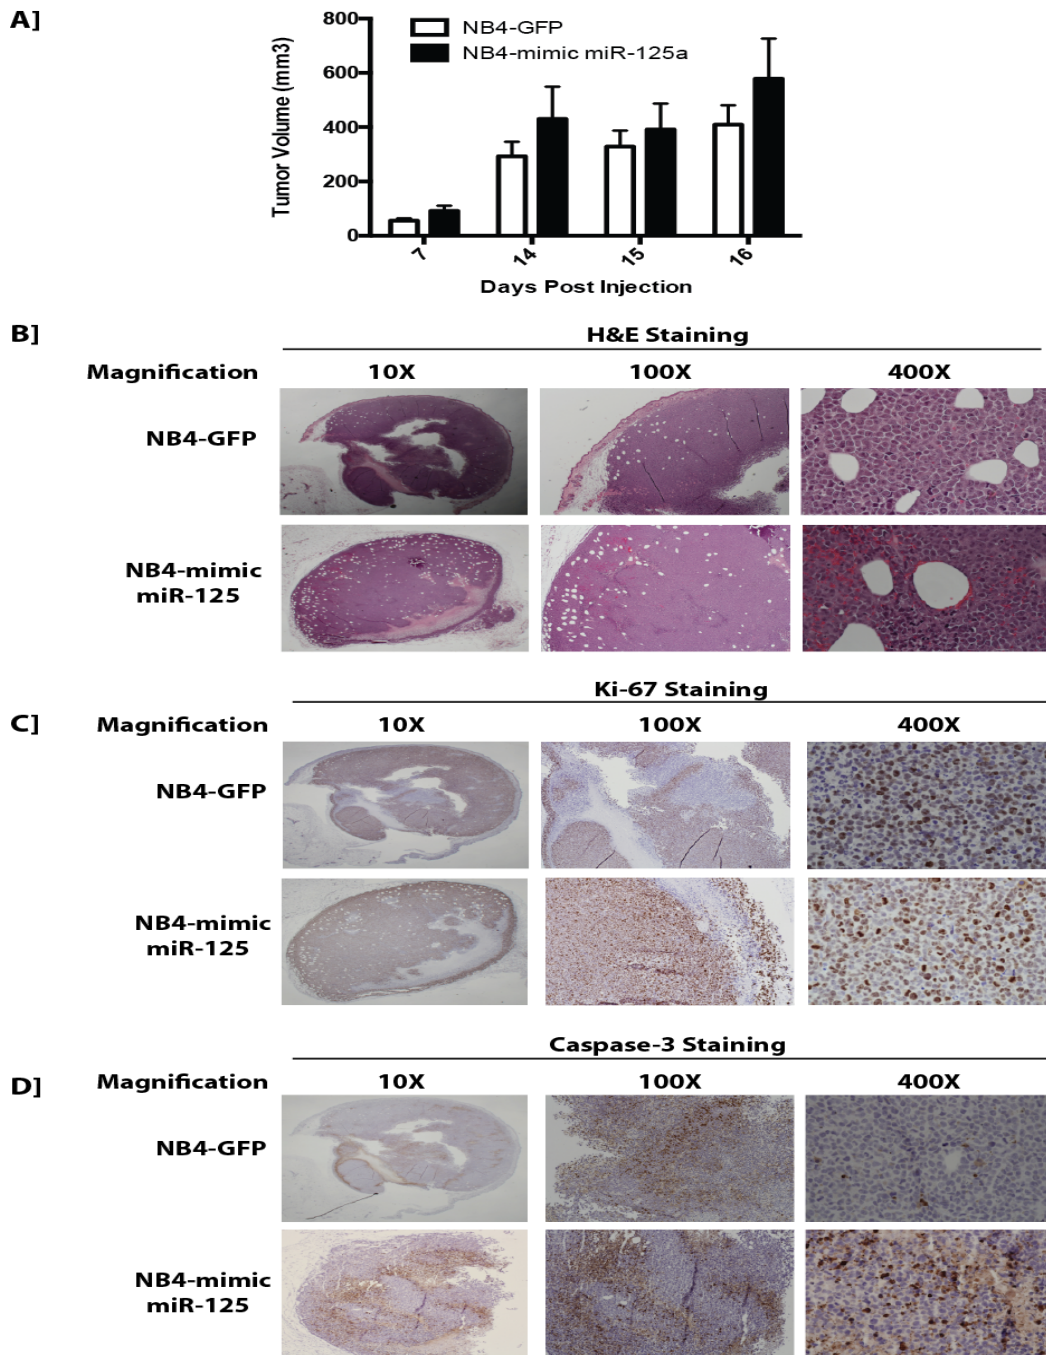 A]
800
600
400
200
0
Tumor Volume (mm3)
NB4-GFP
NB4-mimic miR-125a
7
14
15
16
Days Post Injection
B]
H&E Staining
Magnification
10X
100X
400X
NB4-GFP
NB4-mimic
miR-125
Ki-67 Staining
C]
Magnification
10X
100X
400X
NB4-GFP
NB4-mimic
miR-125
Caspase-3 Staining
D]
Magnification
10X
100X
400X
NB4-GFP
NB4-mimic
miR-125